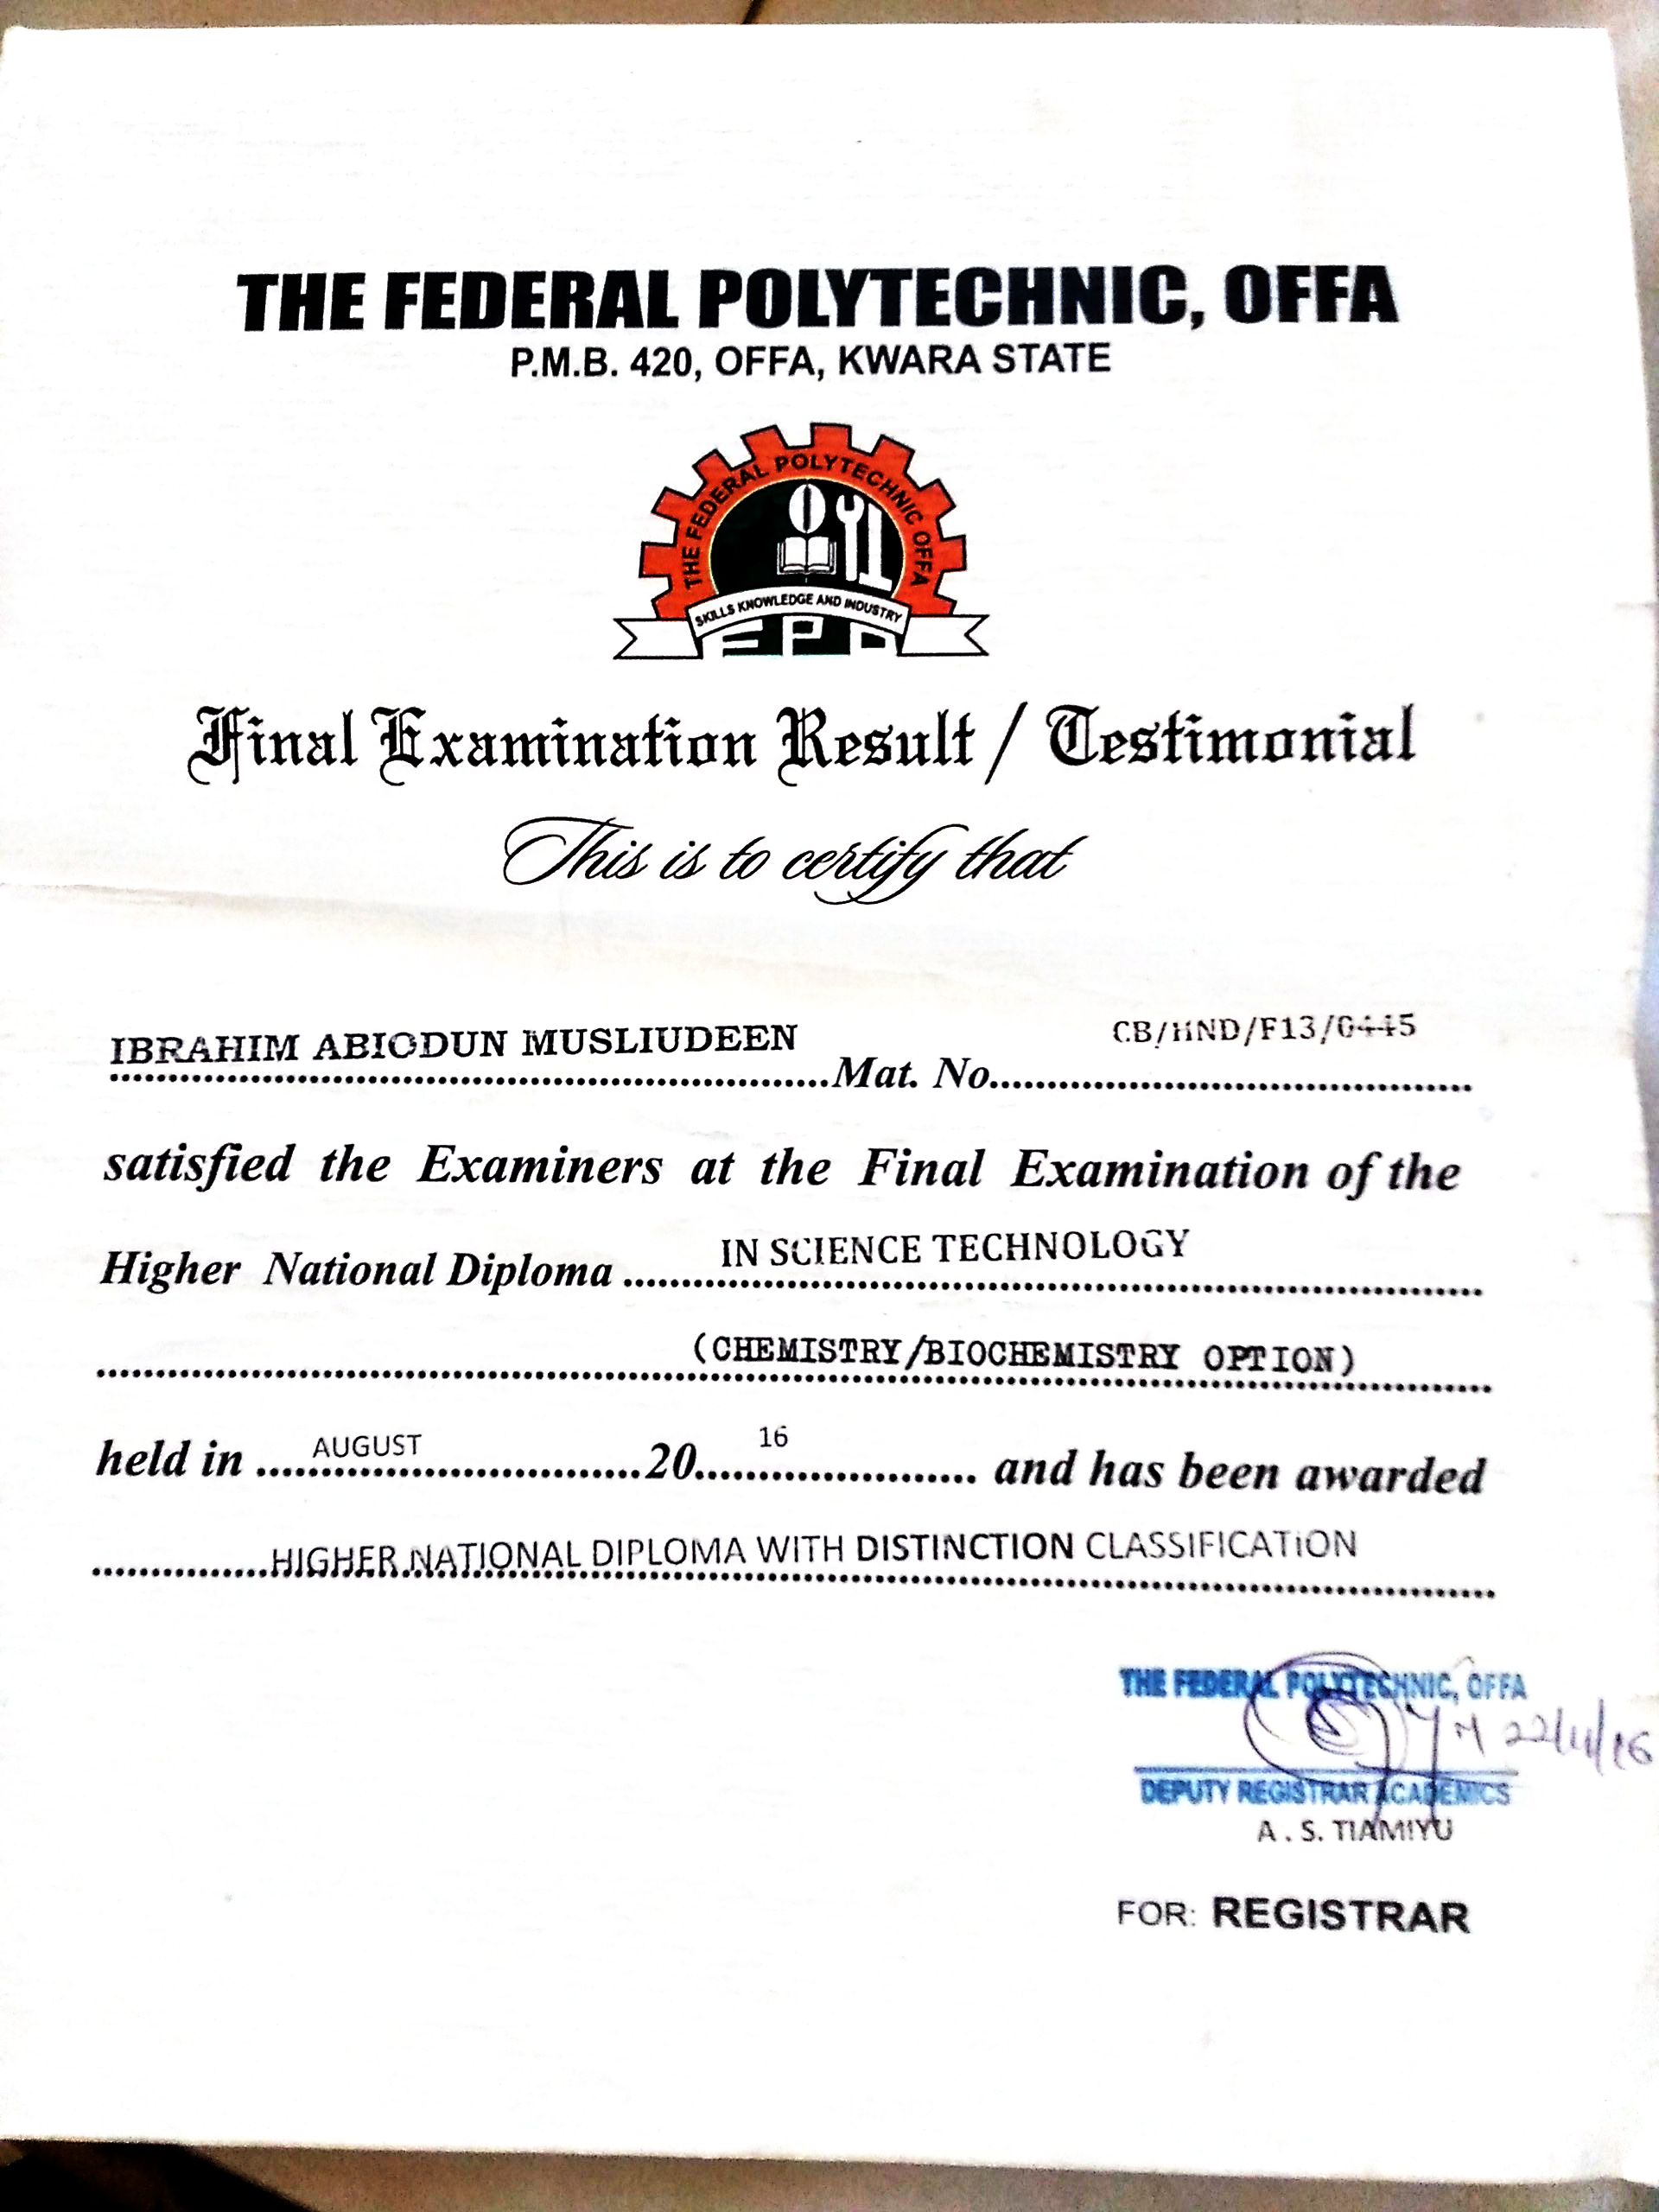 THE FEDERAL POLYTECHNIC, OFFA
P.M.B. 420, OFFA, KWARA STATE
THE FEDERAL POLYTECHNIC OFFA
SKILLS KNOWLEDGE AND INDUSTRY
FPO
Final Examination Result / Testimonial
This is to certify that
IBRAHIM ABIODUN MUSLIUDEEN Mat. No. CB/HND/F13/0445
satisfied the Examiners at the Final Examination of the
Higher National Diploma IN SCIENCE TECHNOLOGY
(CHEMISTRY/BIOCHEMISTRY OPTION)
held in AUGUST 20 16 and has been awarded
HIGHER NATIONAL DIPLOMA WITH DISTINCTION CLASSIFICATION
THE FEDERAL POLYTECHNIC, OFFA
22/11/16
DEPUTY REGISTRAR ACADEMICS
A . S. TIAMIYU
FOR: REGISTRAR